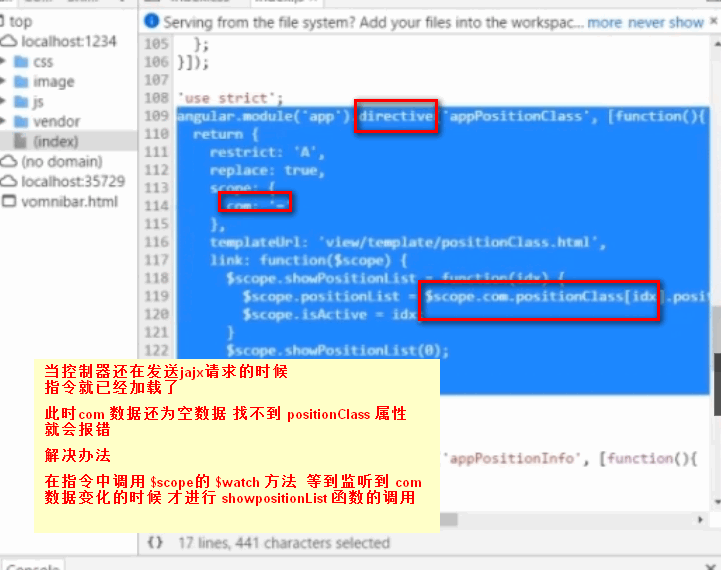 top
localhost:1234
css
image
js
vendor
(index)
(no domain)
localhost:35729
vomnibar.html
Serving from the file system? Add your files into the workspac... more never show
105 };
106 }]);
107
108 'use strict';
109 angular.module('app').directive('appPositionClass', [function(){
110 return {
111 restrict: 'A',
112 replace: true,
113 scope: {
114 com: '='
115 },
116 templateUrl: 'view/template/positionClass.html',
117 link: function($scope) {
118 $scope.showPositionList = function(idx) {
119 $scope.positionList = $scope.com.positionClass[idx].posi
120 $scope.isActive = idx
121 }
122 $scope.showPositionList(0);
当控制器还在发送jajx请求的时候
指令就已经加载了
此时com 数据还为空数据 找不到 positionClass 属性
就会报错
解决办法
在指令中调用 $scope的 $watch 方法 等到监听到 com
数据变化的时候 才进行 showpositionList 函数的调用
'appPositionInfo', [function(){
{} 17 lines, 441 characters selected
Console